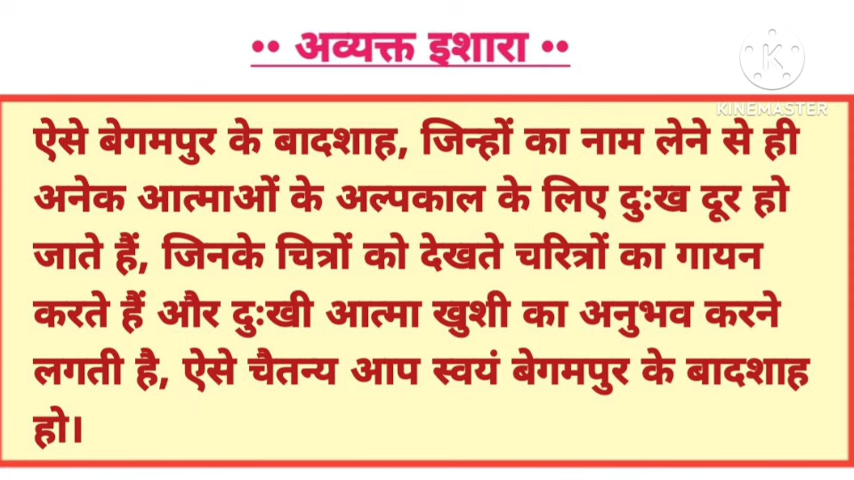 •• अव्यक्त इशारा ••
KINEMASTER
ऐसे बेगमपुर के बादशाह, जिन्हों का नाम लेने से ही
अनेक आत्माओं के अल्पकाल के लिए दुःख दूर हो
जाते हैं, जिनके चित्रों को देखते चरित्रों का गायन
करते हैं और दुःखी आत्मा खुशी का अनुभव करने
लगती है, ऐसे चैतन्य आप स्वयं बेगमपुर के बादशाह
हो।